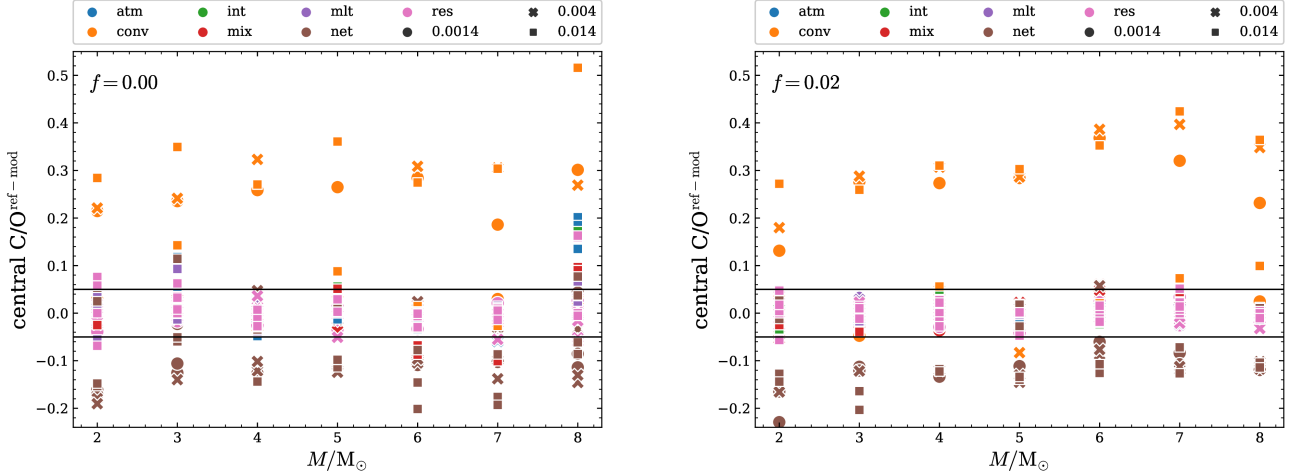 atm int mlt res 0.004
conv mix net 0.0014 0.014
f = 0.00
central C/O^ref−mod
0.5
0.4
0.3
0.2
0.1
0.0
−0.1
−0.2
2 3 4 5 6 7 8
M/M⊙
atm int mlt res 0.004
conv mix net 0.0014 0.014
f = 0.02
central C/O^ref−mod
0.5
0.4
0.3
0.2
0.1
0.0
−0.1
−0.2
2 3 4 5 6 7 8
M/M⊙